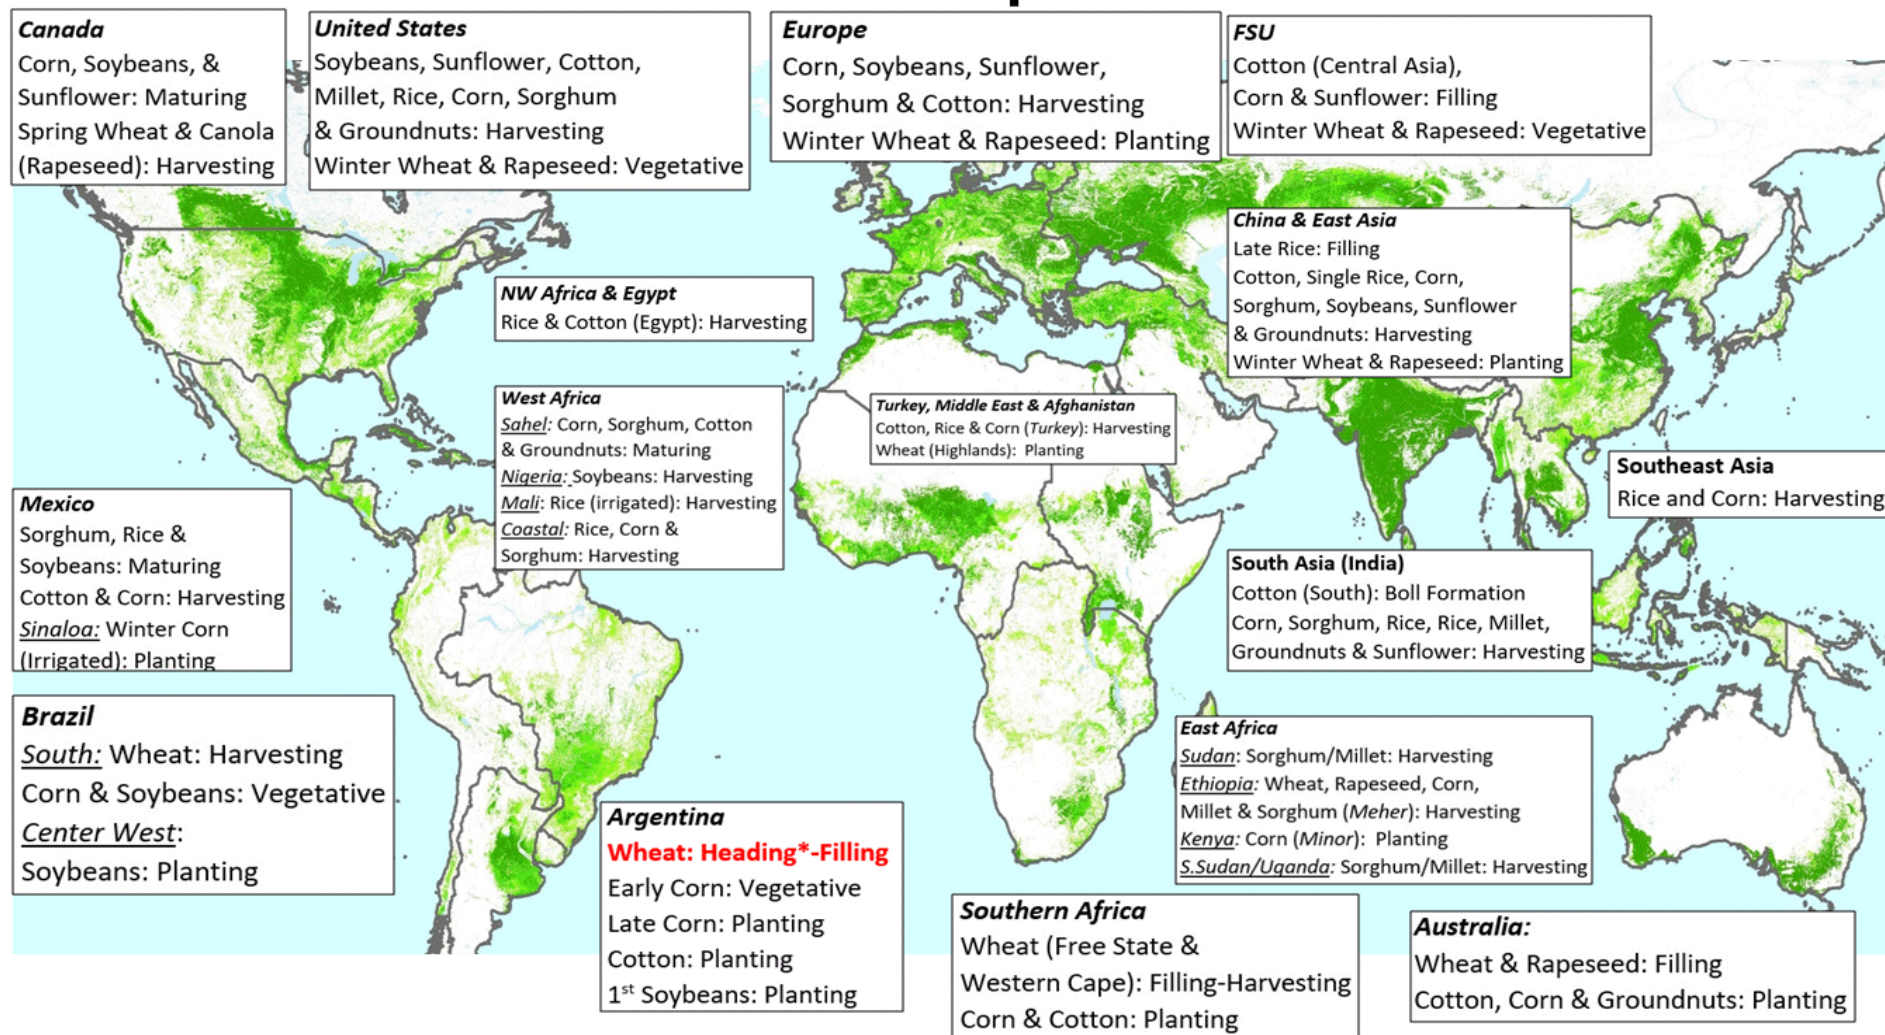 Canada
Corn, Soybeans, &
Sunflower: Maturing
Spring Wheat & Canola
(Rapeseed): Harvesting
United States
Soybeans, Sunflower, Cotton,
Millet, Rice, Corn, Sorghum
& Groundnuts: Harvesting
Winter Wheat & Rapeseed: Vegetative
Europe
Corn, Soybeans, Sunflower,
Sorghum & Cotton: Harvesting
Winter Wheat & Rapeseed: Planting
FSU
Cotton (Central Asia),
Corn & Sunflower: Filling
Winter Wheat & Rapeseed: Vegetative
China & East Asia
Late Rice: Filling
Cotton, Single Rice, Corn,
Sorghum, Soybeans, Sunflower
& Groundnuts: Harvesting
Winter Wheat & Rapeseed: Planting
NW Africa & Egypt
Rice & Cotton (Egypt): Harvesting
West Africa
Sahel: Corn, Sorghum, Cotton
& Groundnuts: Maturing
Nigeria: Soybeans: Harvesting
Mali: Rice (irrigated): Harvesting
Coastal: Rice, Corn &
Sorghum: Harvesting
Turkey, Middle East & Afghanistan
Cotton, Rice & Corn (Turkey): Harvesting
Wheat (Highlands): Planting
Southeast Asia
Rice and Corn: Harvesting
Mexico
Sorghum, Rice &
Soybeans: Maturing
Cotton & Corn: Harvesting
Sinaloa: Winter Corn
(Irrigated): Planting
South Asia (India)
Cotton (South): Boll Formation
Corn, Sorghum, Rice, Rice, Millet,
Groundnuts & Sunflower: Harvesting
Brazil
South: Wheat: Harvesting
Corn & Soybeans: Vegetative
Center West:
Soybeans: Planting
East Africa
Sudan: Sorghum/Millet: Harvesting
Ethiopia: Wheat, Rapeseed, Corn,
Millet & Sorghum (Meher): Harvesting
Kenya: Corn (Minor): Planting
S.Sudan/Uganda: Sorghum/Millet: Harvesting
Argentina
Wheat: Heading*-Filling
Early Corn: Vegetative
Late Corn: Planting
Cotton: Planting
1st Soybeans: Planting
Southern Africa
Wheat (Free State &
Western Cape): Filling-Harvesting
Corn & Cotton: Planting
Australia:
Wheat & Rapeseed: Filling
Cotton, Corn & Groundnuts: Planting